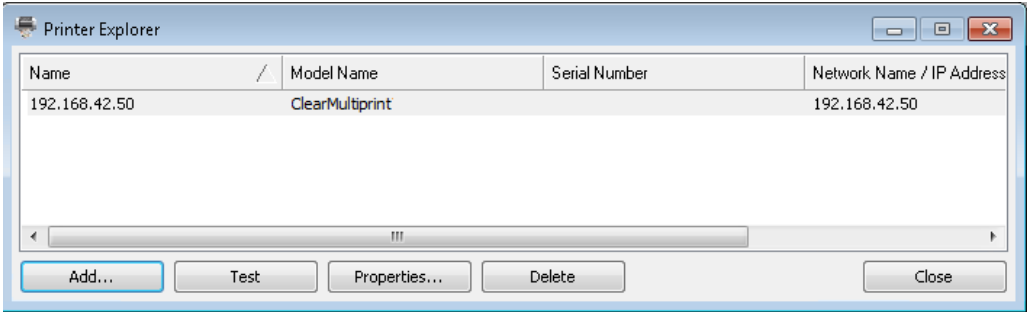 Printer Explorer
Name Model Name Serial Number Network Name / IP Address
192.168.42.50 ClearMultiprint 192.168.42.50
Add... Test Properties... Delete Close